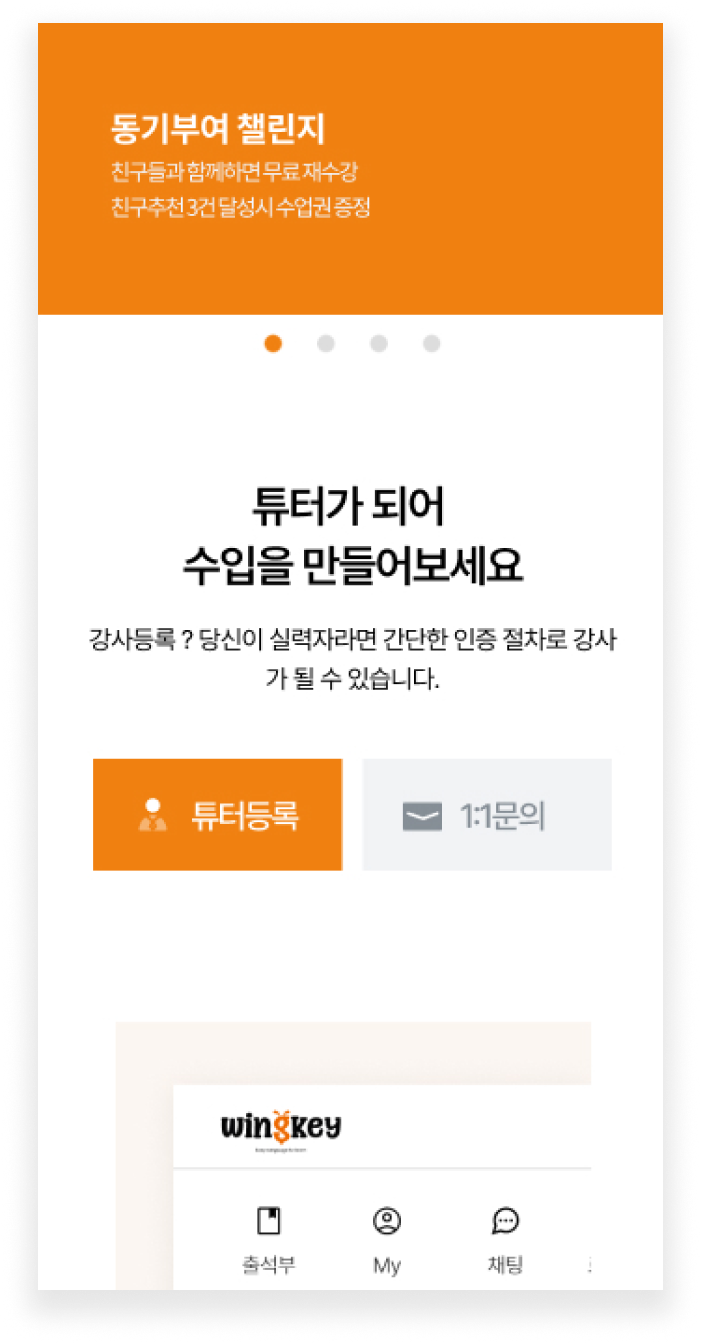 동기부여 챌린지
친구들과 함께하면 무료 재수강
친구추천 3건 달성시 수업권 증정
튜터가 되어
수입을 만들어보세요
강사등록 ? 당신이 실력자라면 간단한 인증 절차로 강사
가 될 수 있습니다.
튜터등록 1:1문의
wingkey
출석부 My 채팅